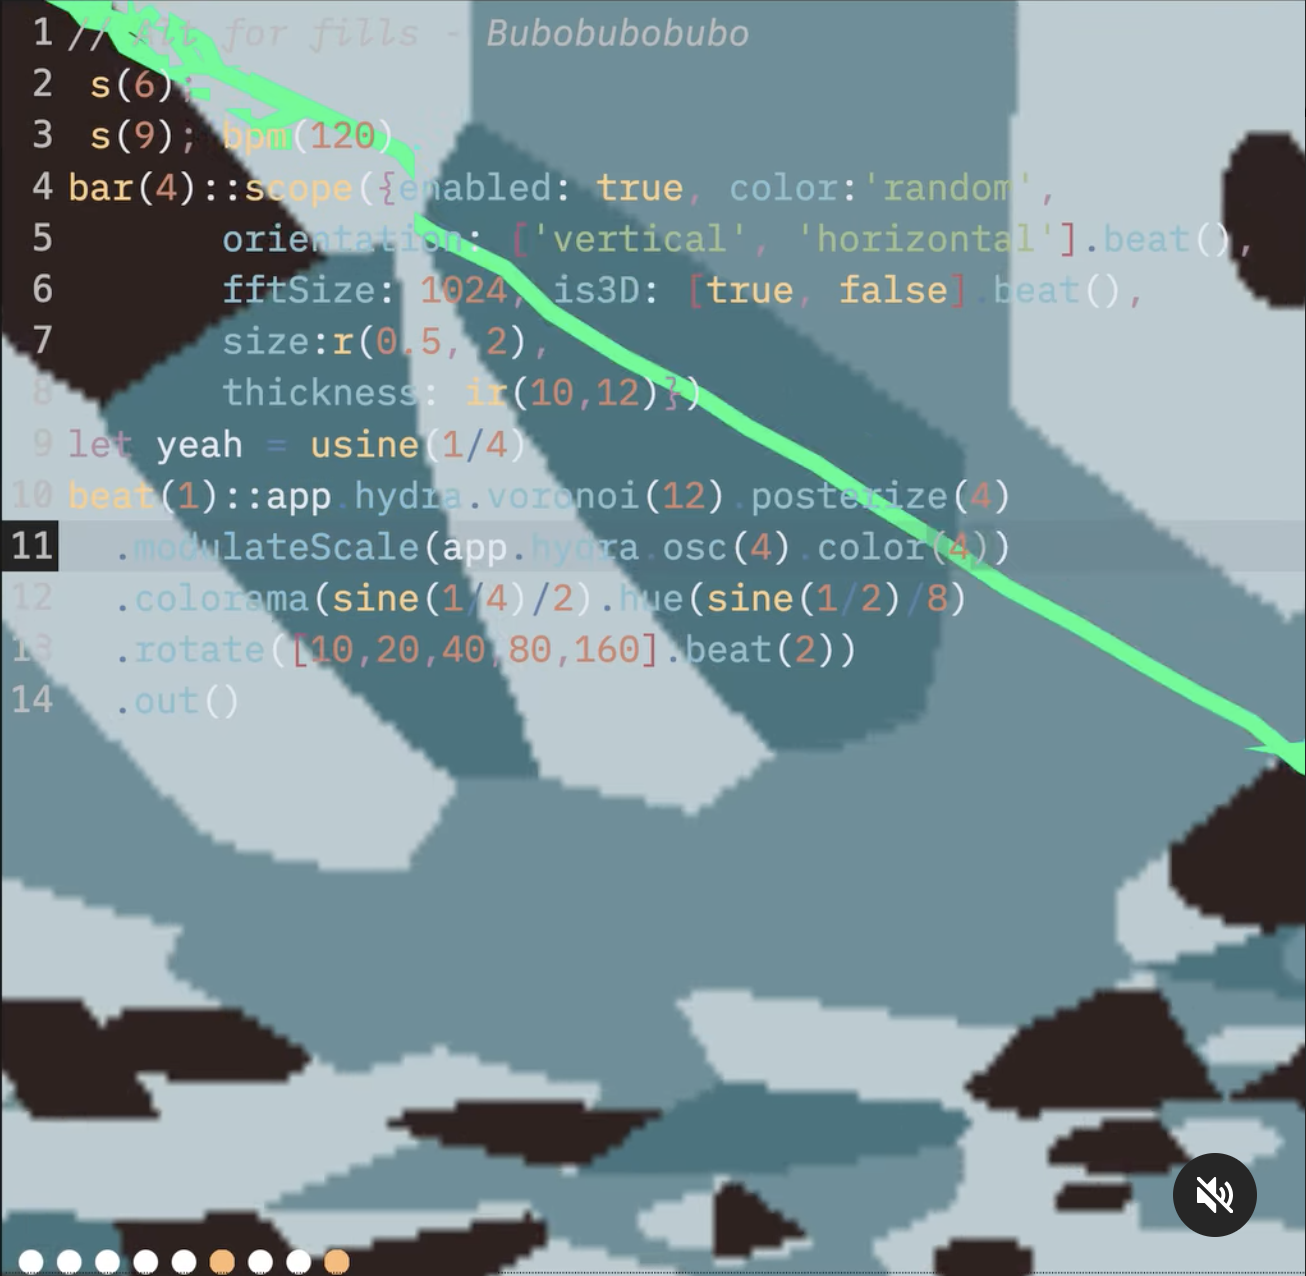 1 // Alt for fills - Bubobubobubo
2 s(6);
3 s(9); bpm(120)
4 bar(4)::scope({enabled: true, color:'random',
5 orientation: ['vertical', 'horizontal'].beat(),
6 fftSize: 1024, is3D: [true, false].beat(),
7 size:r(0.5, 2),
8 thickness: ir(10,12)})
9 let yeah = usine(1/4)
10 beat(1)::app.hydra.voronoi(12).posterize(4)
11 .modulateScale(app.hydra.osc(4).color(4))
12 .colorama(sine(1/4)/2).hue(sine(1/2)/8)
13 .rotate([10,20,40,80,160].beat(2))
14 .out()